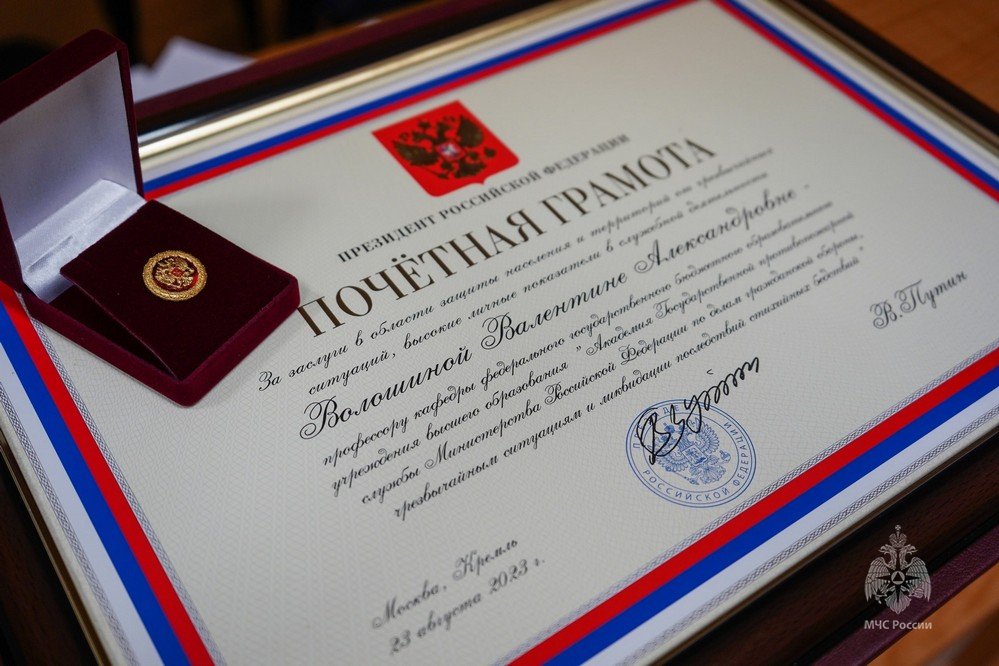 ПРЕЗИДЕНТ РОССИЙСКОЙ ФЕДЕРАЦИИ
ПОЧЁТНАЯ ГРАМОТА
За заслуги в области защиты населения и территорий от чрезвычайных
ситуаций, высокие личные показатели в служебной деятельности
Волошиной Валентине Александровне -
профессору кафедры федерального государственного бюджетного образовательного
учреждения высшего образования "Академия Государственной противопожарной
службы Министерства Российской Федерации по делам гражданской обороны,
чрезвычайным ситуациям и ликвидации последствий стихийных бедствий"
В.Путин
РОССИЙСКОЙ ФЕДЕРАЦИИ
Москва, Кремль
23 августа 2023 г.
МЧС России